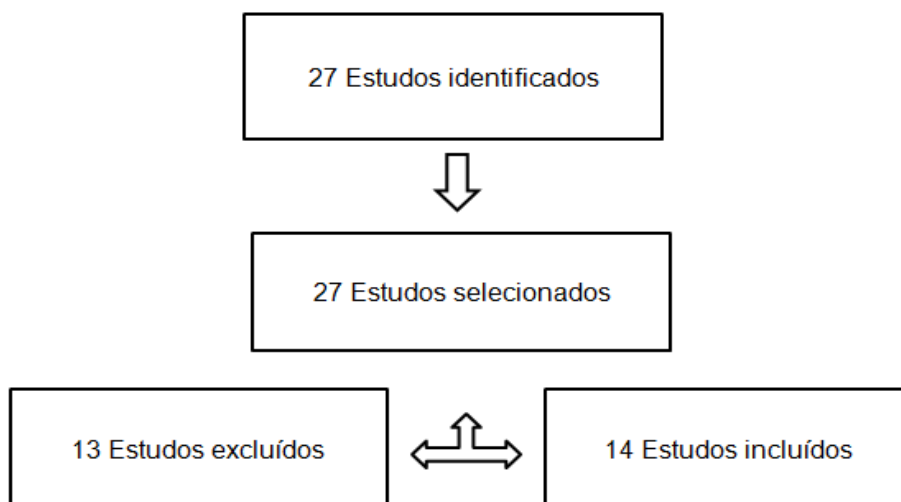 27 Estudos identificados
27 Estudos selecionados
13 Estudos excluídos
14 Estudos incluídos